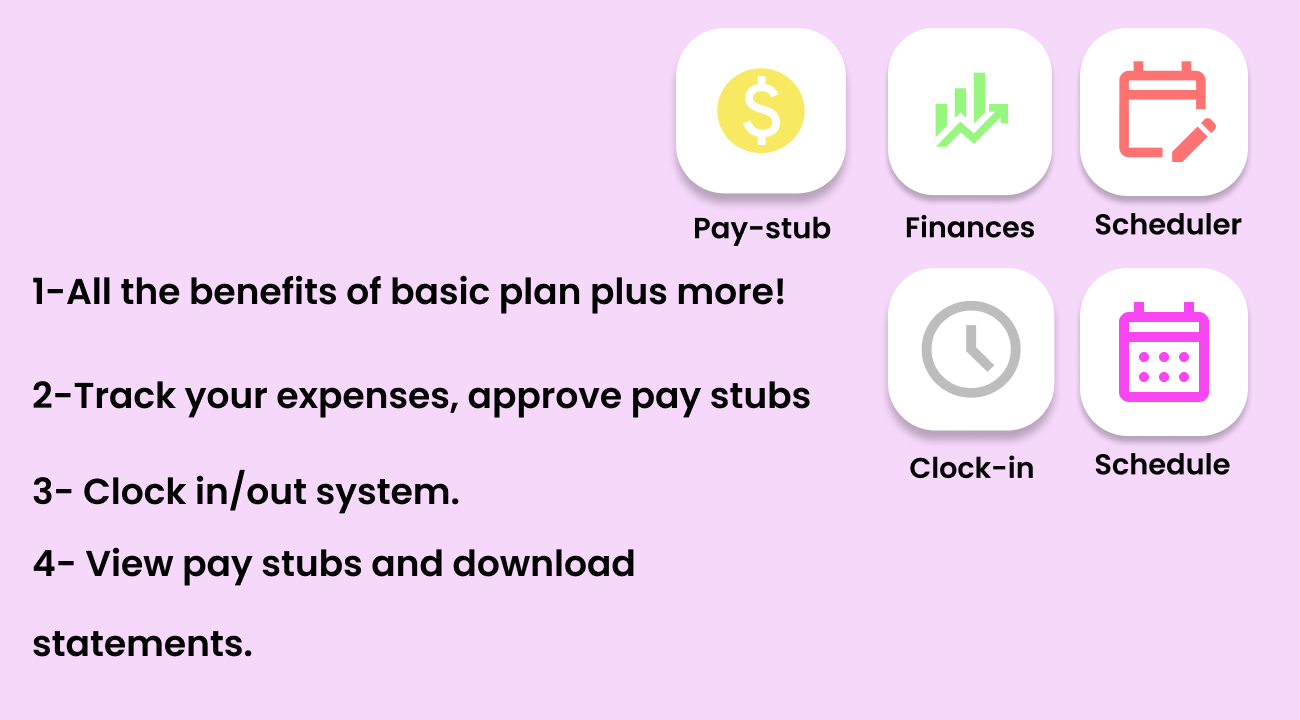 Pay-stub
Finances
Scheduler
1-All the benefits of basic plan plus more!
2-Track your expenses, approve pay stubs
Clock-in
Schedule
3- Clock in/out system.
4- View pay stubs and download
statements.